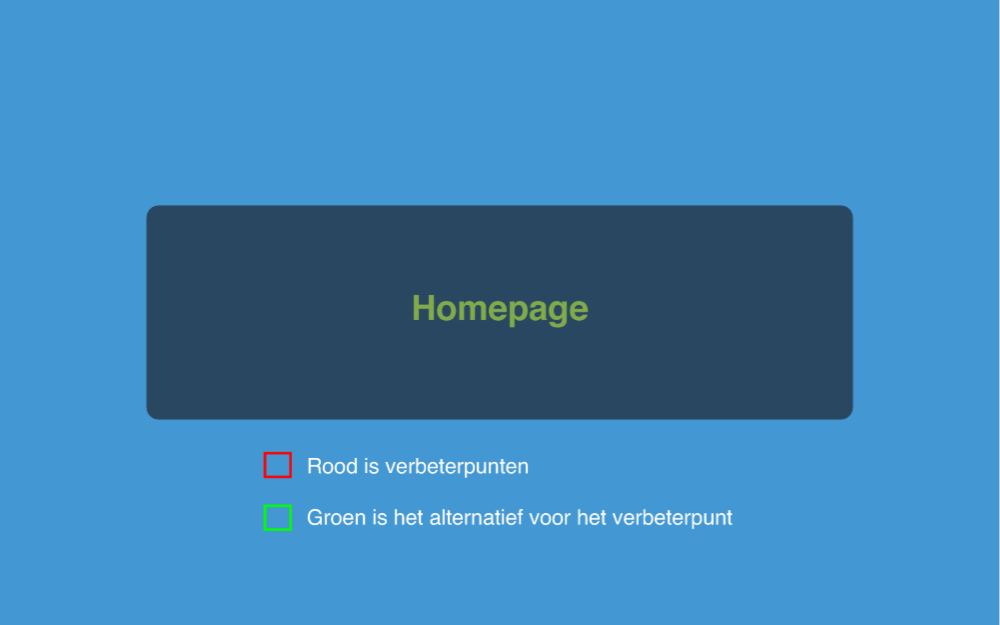 Homepage
Rood is verbeterpunten
Groen is het alternatief voor het verbeterpunt